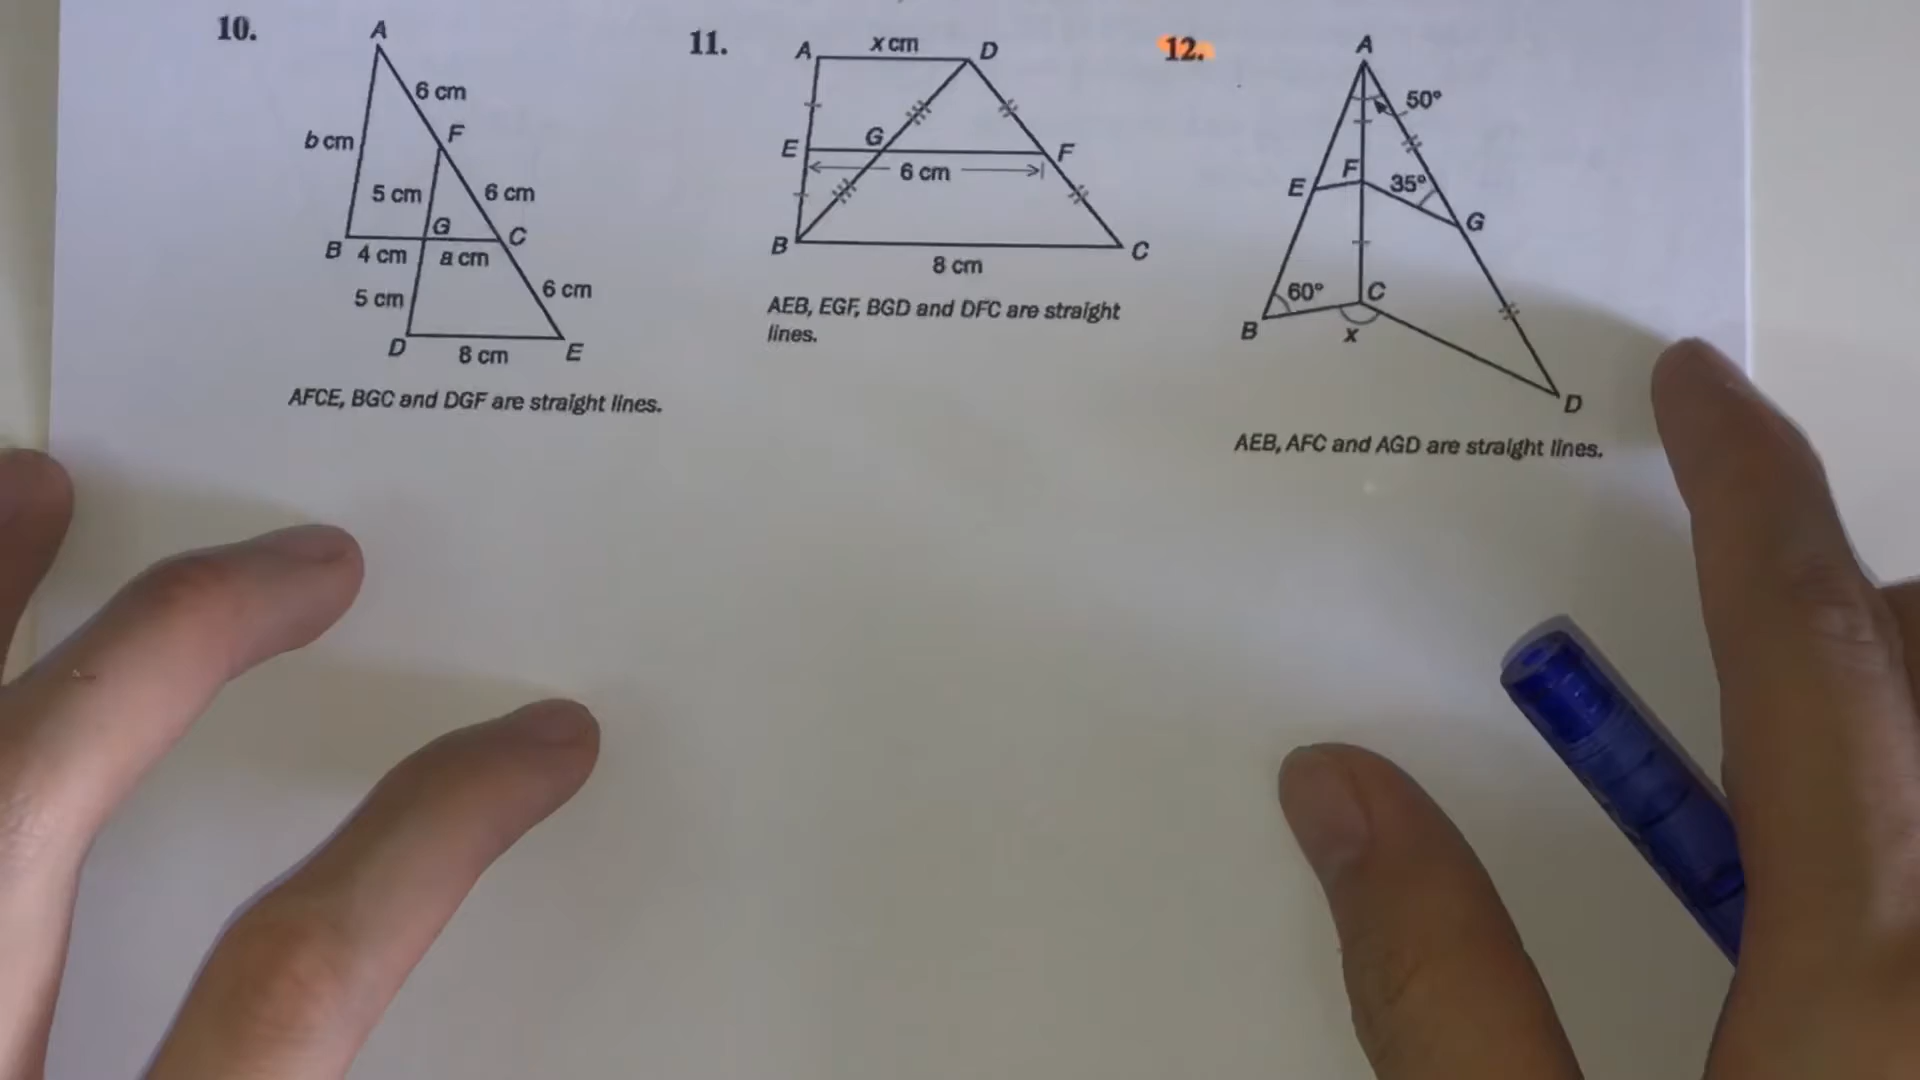 10.
A
6 cm
b cm
F
5 cm
6 cm
G
C
B
4 cm
a cm
5 cm
6 cm
D
8 cm
E
AFCE, BGC and DGF are straight lines.
11.
A
x cm
D
E
G
F
6 cm
B
C
8 cm
AEB, EGF, BGD and DFC are straight
lines.
12.
A
50°
E
F
35°
G
60°
C
B
x
D
AEB, AFC and AGD are straight lines.